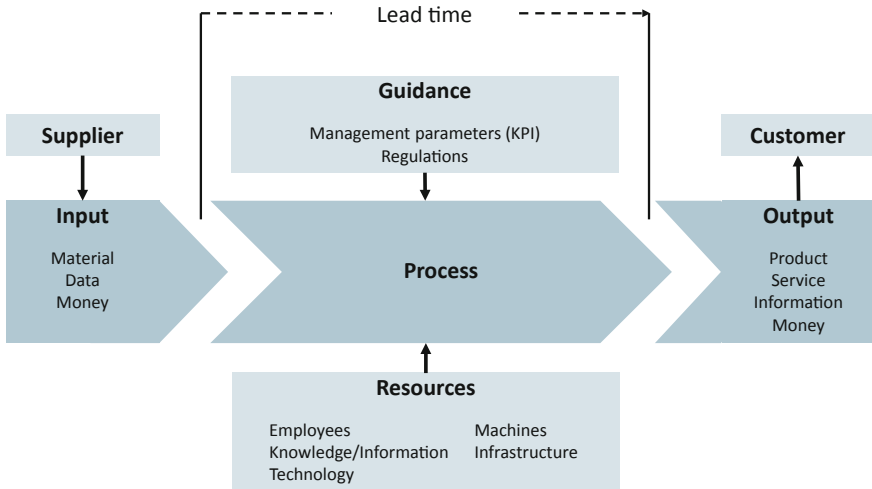 Lead time
Guidance
Management parameters (KPI)
Regulations
Supplier
Customer
Input
Material
Data
Money
Process
Output
Product
Service
Information
Money
Resources
Employees
Knowledge/Information
Technology
Machines
Infrastructure